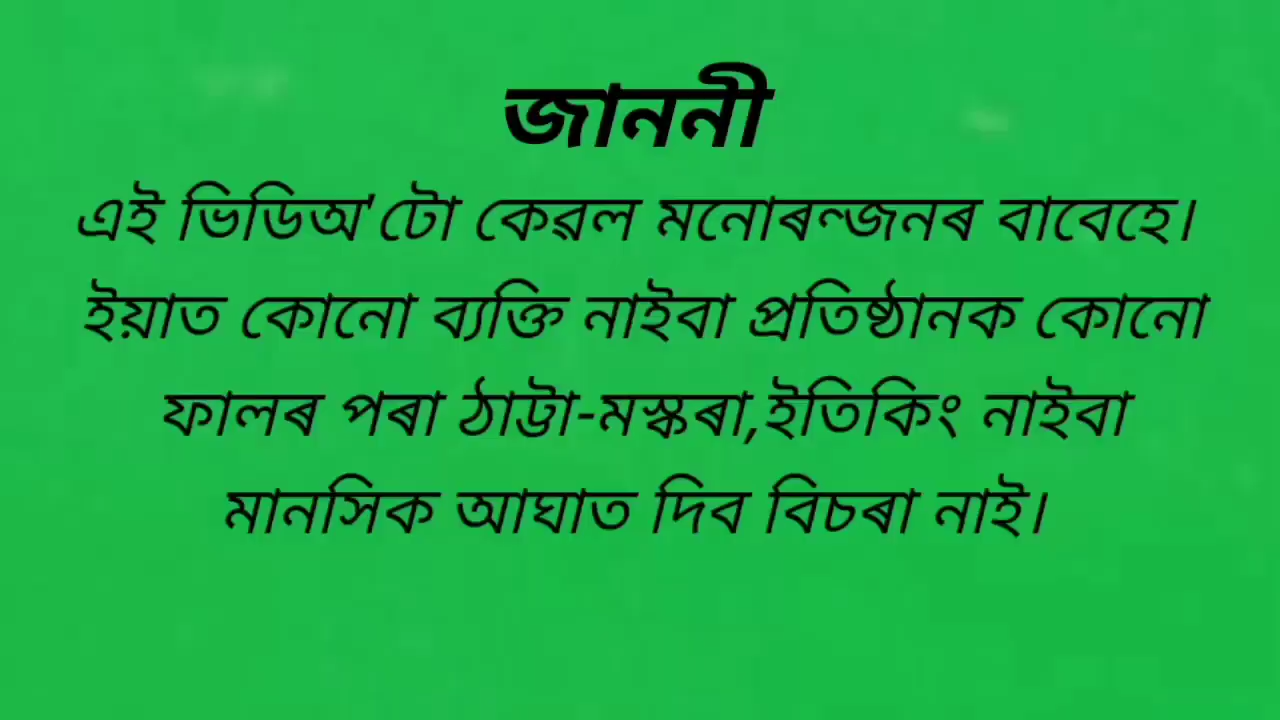 জাননী
এই ভিডিঅ'টো কেৱল মনোৰন্জনৰ বাবেহে।
ইয়াত কোনো ব্যক্তি নাইবা প্ৰতিষ্ঠানক কোনো
ফালৰ পৰা ঠাট্টা-মস্কৰা,ইতিকিং নাইবা
মানসিক আঘাত দিব বিচৰা নাই।